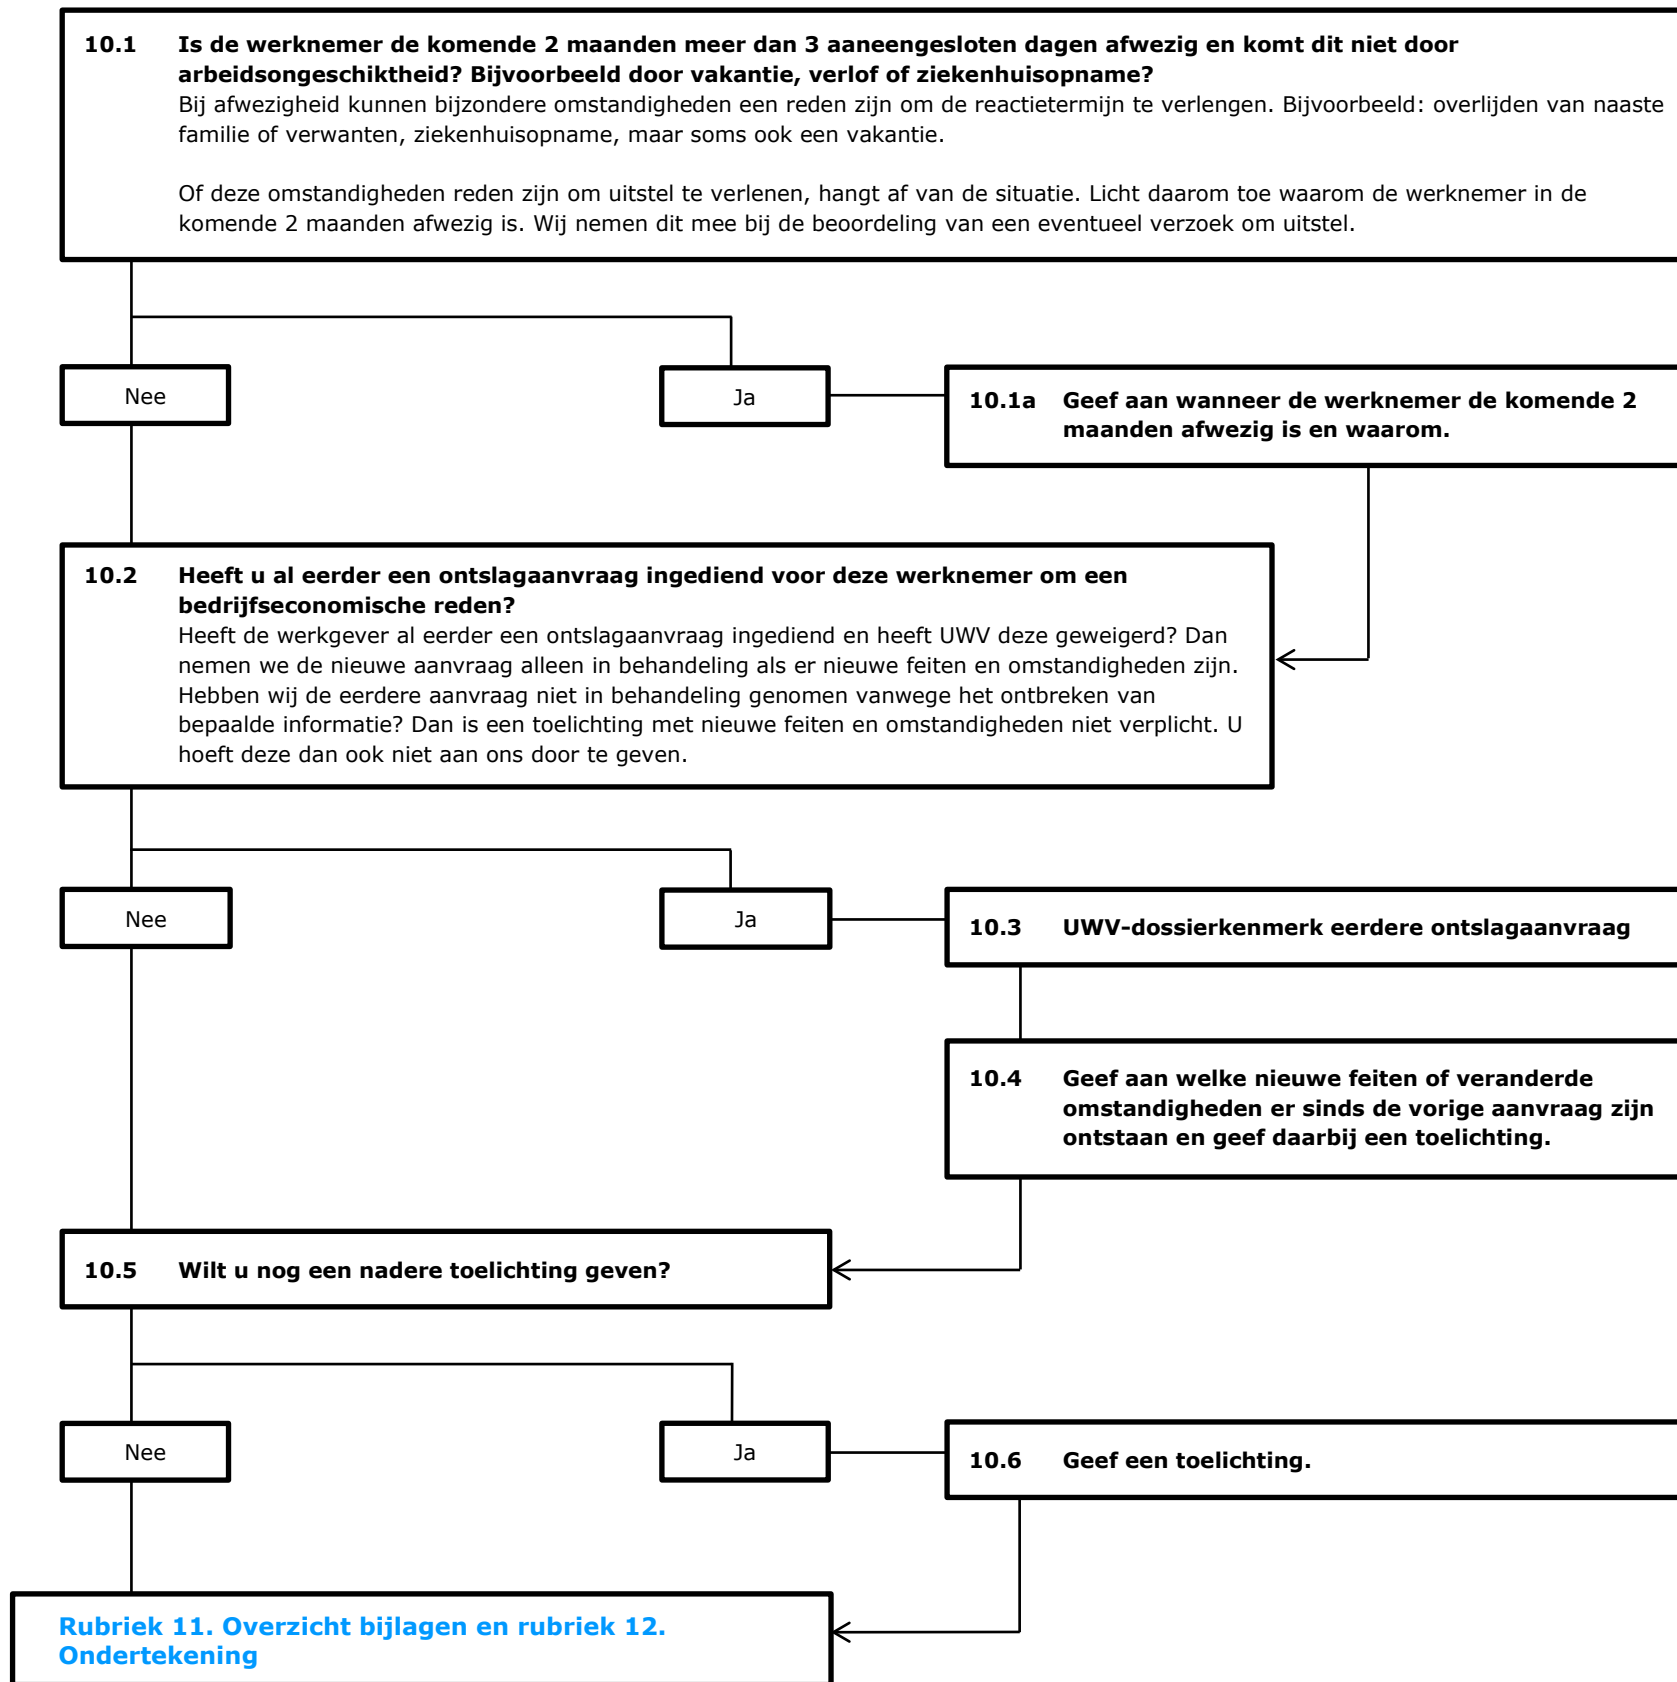 10.1 Is de werknemer de komende 2 maanden meer dan 3 aaneengesloten dagen afwezig en komt dit niet door
arbeidsongeschiktheid? Bijvoorbeeld door vakantie, verlof of ziekenhuisopname?
Bij afwezigheid kunnen bijzondere omstandigheden een reden zijn om de reactietermijn te verlengen. Bijvoorbeeld: overlijden van naaste
familie of verwanten, ziekenhuisopname, maar soms ook een vakantie.
Of deze omstandigheden reden zijn om uitstel te verlenen, hangt af van de situatie. Licht daarom toe waarom de werknemer in de
komende 2 maanden afwezig is. Wij nemen dit mee bij de beoordeling van een eventueel verzoek om uitstel.
Nee
Ja
10.1a Geef aan wanneer de werknemer de komende 2
maanden afwezig is en waarom.
10.2 Heeft u al eerder een ontslagaanvraag ingediend voor deze werknemer om een
bedrijfseconomische reden?
Heeft de werkgever al eerder een ontslagaanvraag ingediend en heeft UWV deze geweigerd? Dan
nemen we de nieuwe aanvraag alleen in behandeling als er nieuwe feiten en omstandigheden zijn.
Hebben wij de eerdere aanvraag niet in behandeling genomen vanwege het ontbreken van
bepaalde informatie? Dan is een toelichting met nieuwe feiten en omstandigheden niet verplicht. U
hoeft deze dan ook niet aan ons door te geven.
Nee
Ja
10.3 UWV-dossierkenmerk eerdere ontslagaanvraag
10.4 Geef aan welke nieuwe feiten of veranderde
omstandigheden er sinds de vorige aanvraag zijn
ontstaan en geef daarbij een toelichting.
10.5 Wilt u nog een nadere toelichting geven?
Nee
Ja
10.6 Geef een toelichting.
Rubriek 11. Overzicht bijlagen en rubriek 12.
Ondertekening